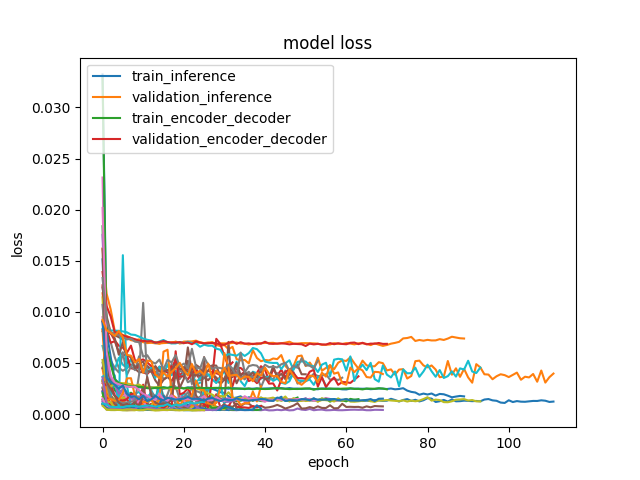 model loss
train_inference
validation_inference
train_encoder_decoder
validation_encoder_decoder
0.030
0.025
0.020
0.015
0.010
0.005
0.000
loss
0 20 40 60 80 100
epoch